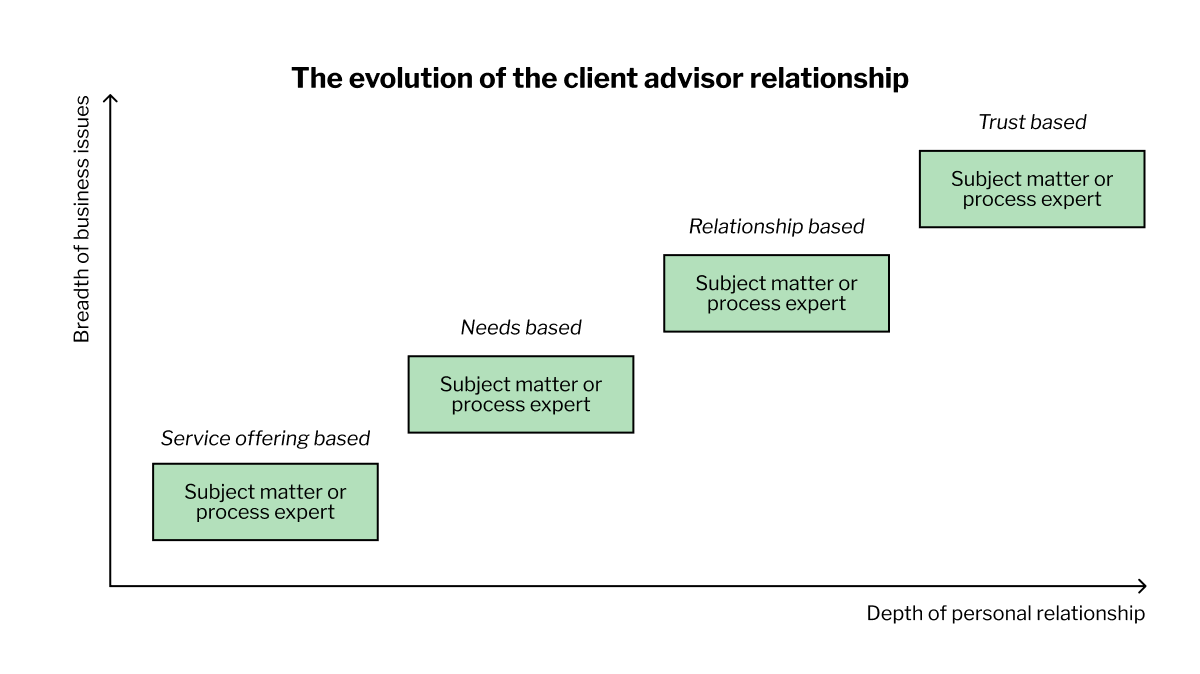 The evolution of the client advisor relationship
Breadth of business issues
Trust based
Subject matter or
process expert
Relationship based
Subject matter or
process expert
Needs based
Subject matter or
process expert
Service offering based
Subject matter or
process expert
Depth of personal relationship